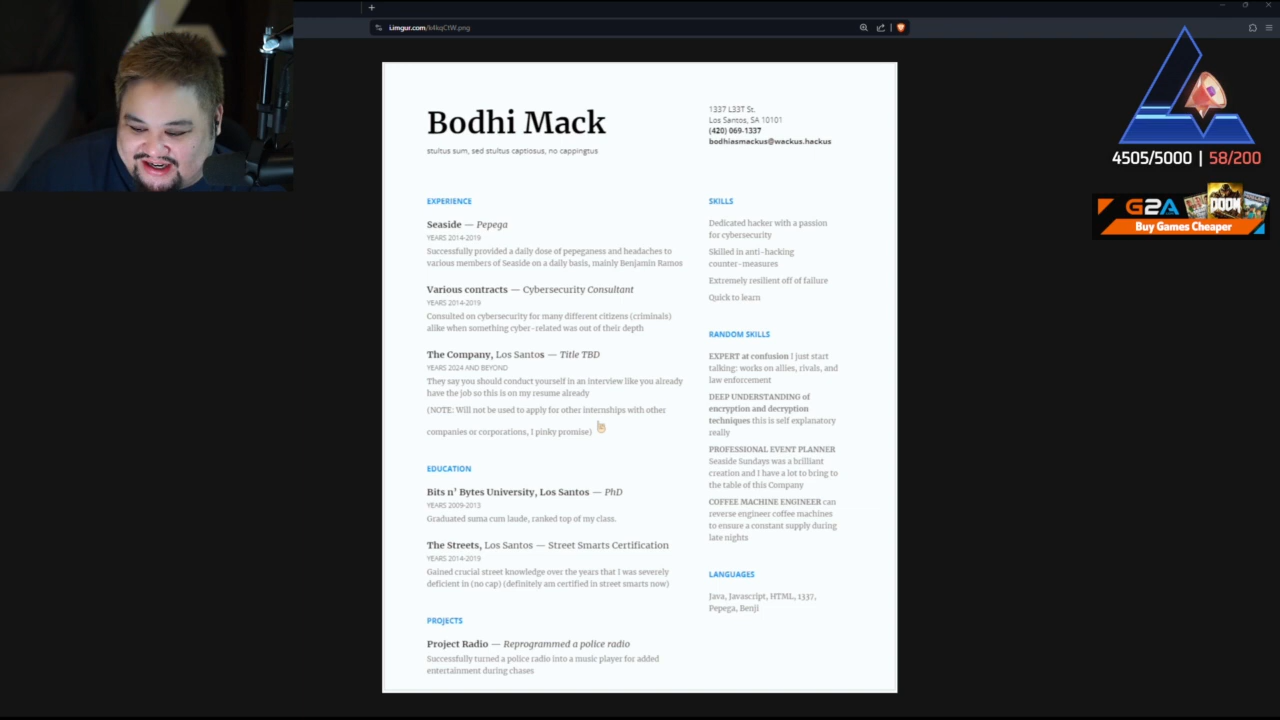 i.imgur.com/k4kqCtW.png
4505/5000 | 58/200
G2A
DOOM
Buy Games Cheaper
Bodhi Mack
stultus sum, sed stultus captiosus, no cappingtus
1337 L33T St.
Los Santos, SA 10101
(420) 069-1337
bodhiasmackus@wackus.hackus
EXPERIENCE
Seaside — Pepega
YEARS 2014-2019
Successfully provided a daily dose of pepeganess and headaches to
various members of Seaside on a daily basis, mainly Benjamin Ramos
Various contracts — Cybersecurity Consultant
YEARS 2014-2019
Consulted on cybersecurity for many different citizens (criminals)
alike when something cyber-related was out of their depth
The Company, Los Santos — Title TBD
YEARS 2024 AND BEYOND
They say you should conduct yourself in an interview like you already
have the job so this is on my resume already
(NOTE: Will not be used to apply for other internships with other
companies or corporations, I pinky promise)
EDUCATION
Bits n' Bytes University, Los Santos — PhD
YEARS 2009-2013
Graduated suma cum laude, ranked top of my class.
The Streets, Los Santos — Street Smarts Certification
YEARS 2014-2019
Gained crucial street knowledge over the years that I was severely
deficient in (no cap) (definitely am certified in street smarts now)
PROJECTS
Project Radio — Reprogrammed a police radio
Successfully turned a police radio into a music player for added
entertainment during chases
SKILLS
Dedicated hacker with a passion
for cybersecurity
Skilled in anti-hacking
counter-measures
Extremely resilient off of failure
Quick to learn
RANDOM SKILLS
EXPERT at confusion I just start
talking: works on allies, rivals, and
law enforcement
DEEP UNDERSTANDING of
encryption and decryption
techniques this is self explanatory
really
PROFESSIONAL EVENT PLANNER
Seaside Sundays was a brilliant
creation and I have a lot to bring to
the table of this Company
COFFEE MACHINE ENGINEER can
reverse engineer coffee machines
to ensure a constant supply during
late nights
LANGUAGES
Java, Javascript, HTML, 1337,
Pepega, Benji